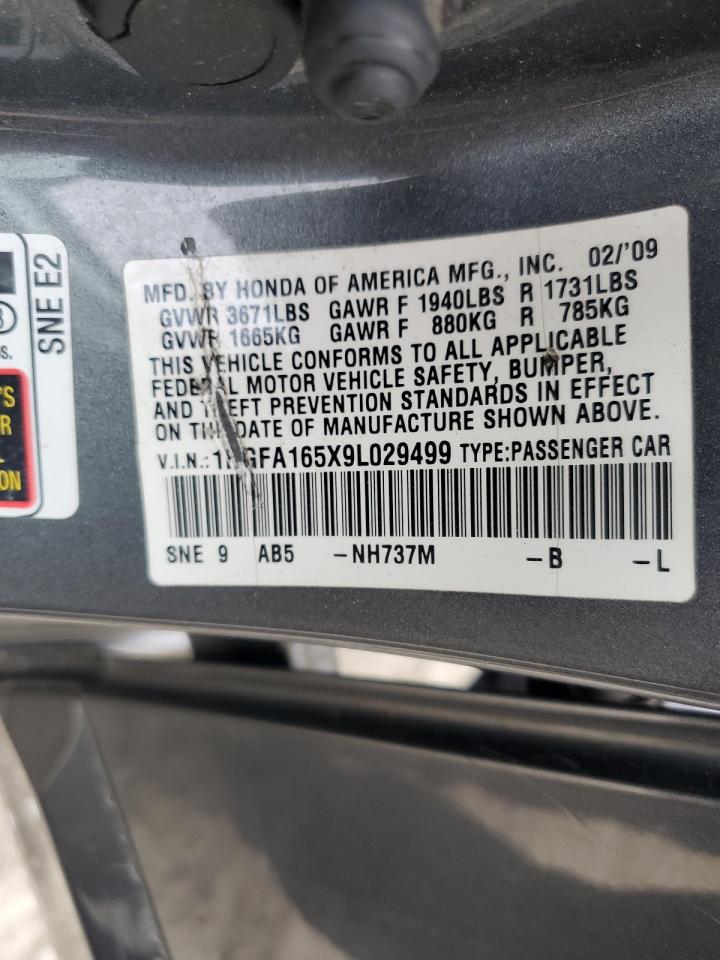 MFD. BY HONDA OF AMERICA MFG., INC. 02/'09
GVWR 3671LBS GAWR F 1940LBS R 1731LBS
GVWR 1665KG GAWR F 880KG R 785KG
THIS VEHICLE CONFORMS TO ALL APPLICABLE
FEDERAL MOTOR VEHICLE SAFETY, BUMPER,
AND THEFT PREVENTION STANDARDS IN EFFECT
ON THE DATE OF MANUFACTURE SHOWN ABOVE.
V.I.N.:1HGFA165X9L029499 TYPE:PASSENGER CAR
SNE 9 AB5 -NH737M -B -L
SNE E2